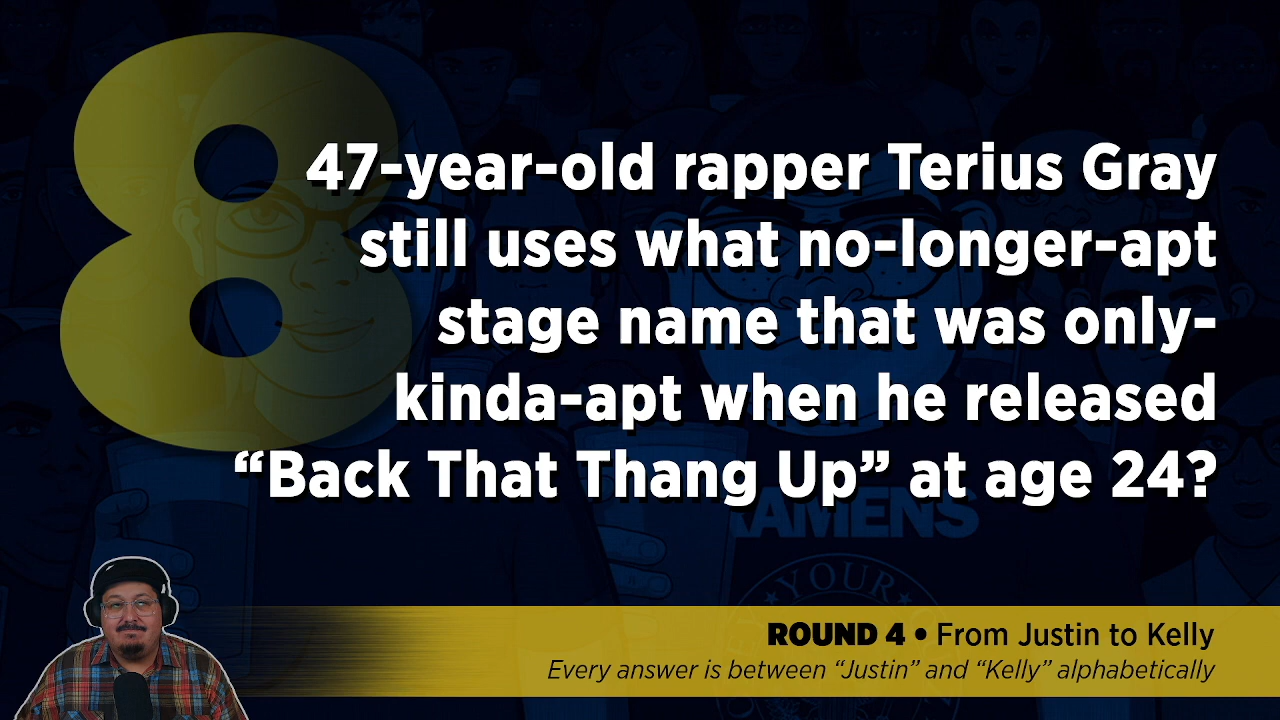 8
47-year-old rapper Terius Gray
still uses what no-longer-apt
stage name that was only-
kinda-apt when he released
“Back That Thang Up” at age 24?
RAMENS
YOUR
ROUND 4 • From Justin to Kelly
Every answer is between “Justin” and “Kelly” alphabetically